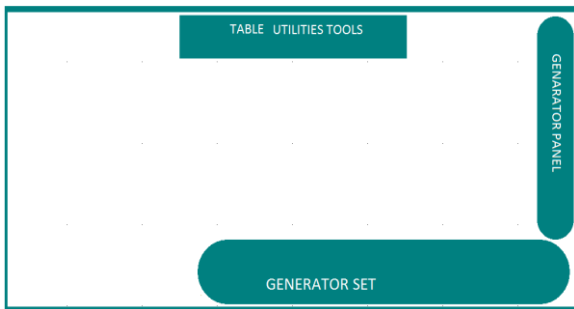 TABLE UTILITIES TOOLS
GENARATOR PANEL
GENERATOR SET